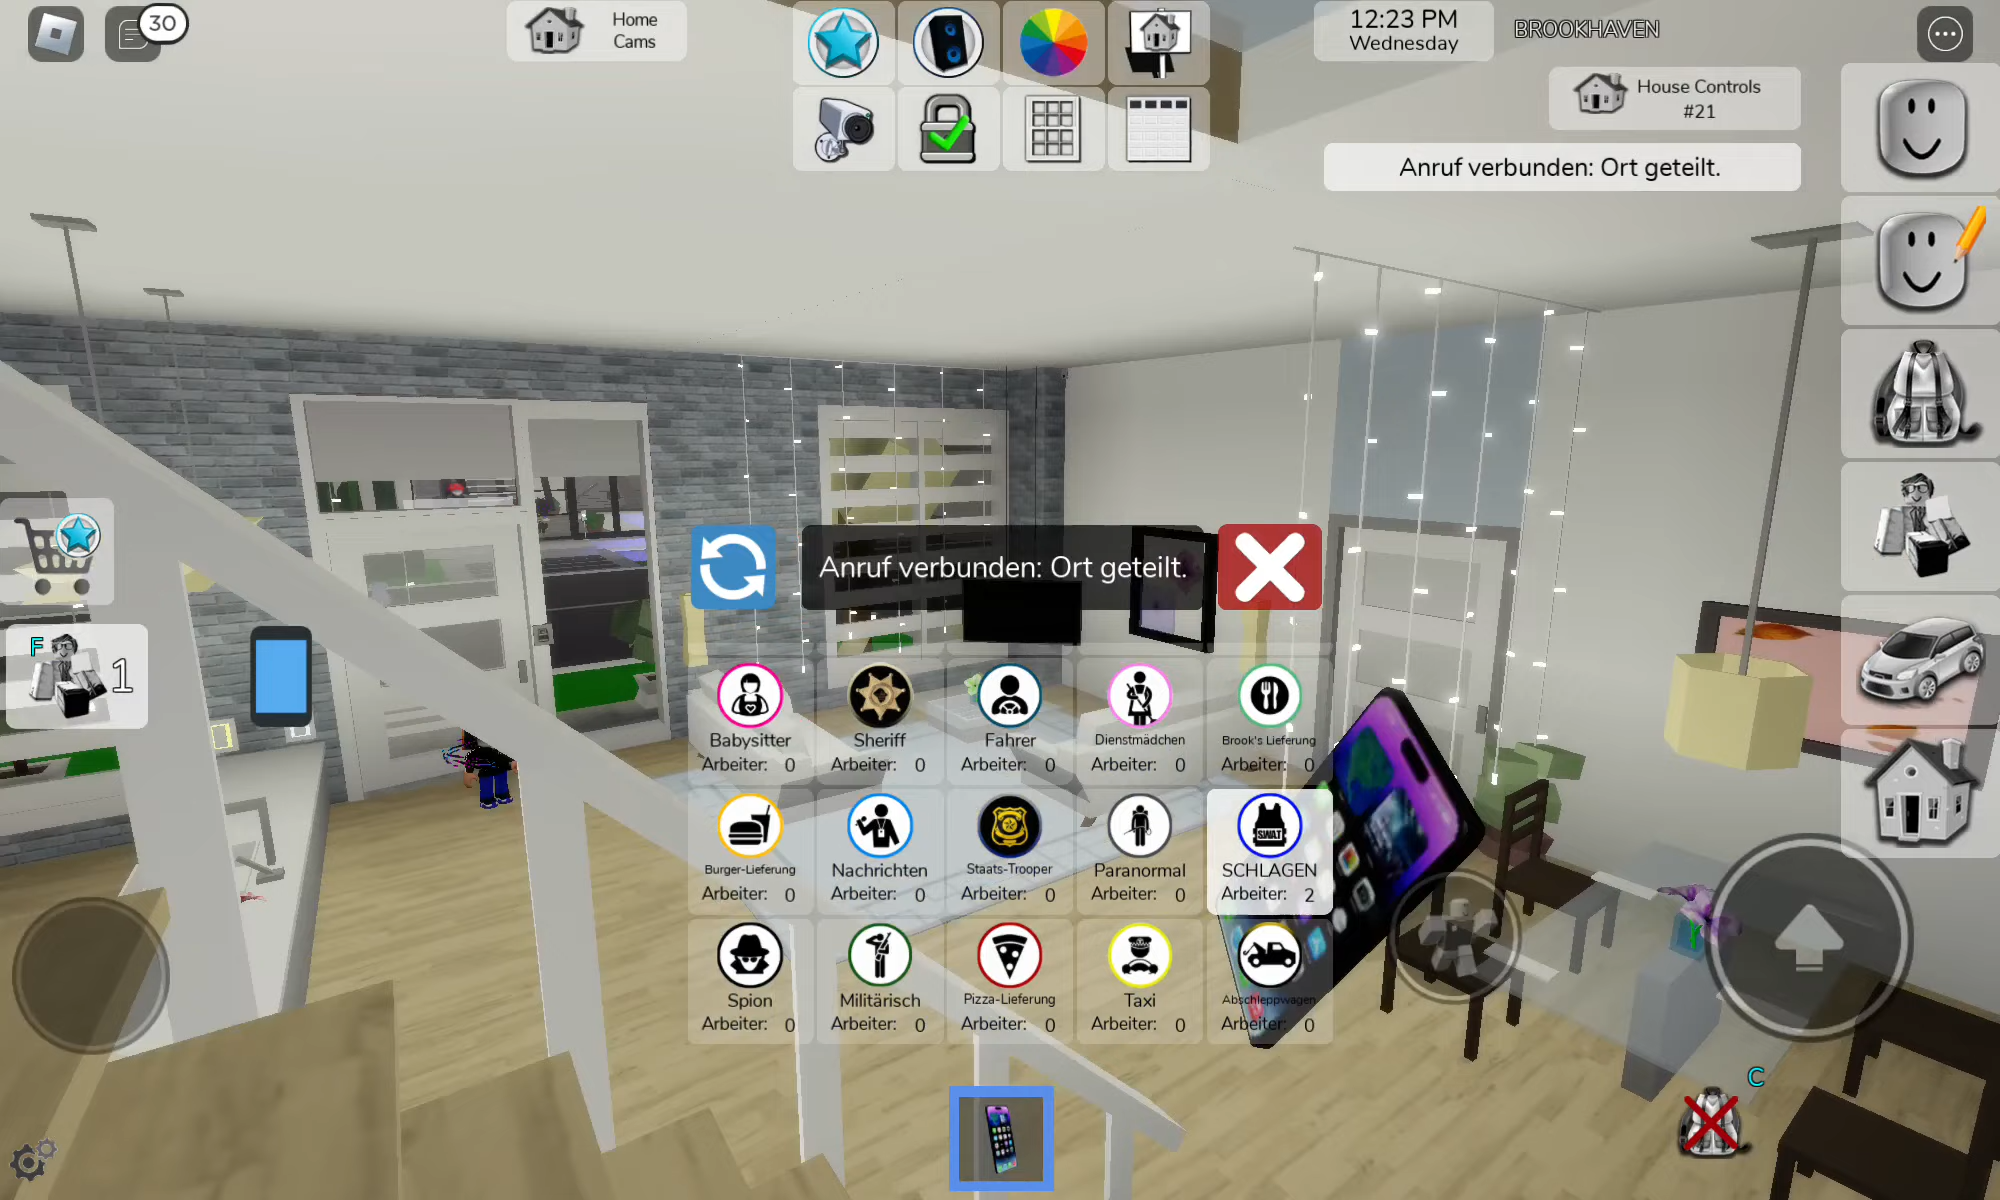 30
Home
Cams
12:23 PM
Wednesday
BROOKHAVEN
House Controls
#21
Anruf verbunden: Ort geteilt.
F
1
Anruf verbunden: Ort geteilt.
Babysitter
Arbeiter: 0
Sheriff
Arbeiter: 0
Fahrer
Arbeiter: 0
Dienstmädchen
Arbeiter: 0
Brook's Lieferung
Arbeiter: 0
Burger-Lieferung
Arbeiter: 0
Nachrichten
Arbeiter: 0
Staats-Trooper
Arbeiter: 0
Paranormal
Arbeiter: 0
SWAT
SCHLAGEN
Arbeiter: 2
Spion
Arbeiter: 0
Militärisch
Arbeiter: 0
Pizza-Lieferung
Arbeiter: 0
Taxi
Arbeiter: 0
Abschleppwagen
Arbeiter: 0
C